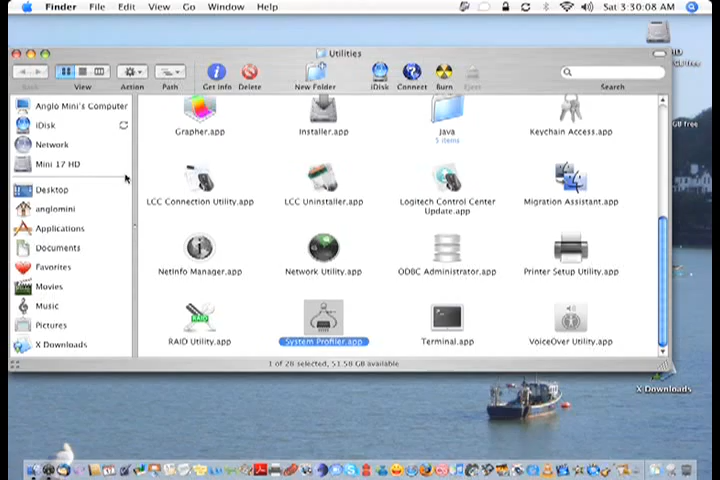 Finder File Edit View Go Window Help Sat 3:30:08 AM
Utilities
View Action Path Get Info Delete New Folder iDisk Connect Burn Eject Search
Anglo Mini's Computer
iDisk
Network
Mini 17 HD
Desktop
anglomini
Applications
Documents
Favorites
Movies
Music
Pictures
X Downloads
Grapher.app Installer.app Java Keychain Access.app
5 items
LCC Connection Utility.app LCC Uninstaller.app Logitech Control Center Update.app Migration Assistant.app
NetInfo Manager.app Network Utility.app ODBC Administrator.app Printer Setup Utility.app
RAID Utility.app System Profiler.app Terminal.app VoiceOver Utility.app
1 of 28 selected, 51.58 GB available
X Downloads